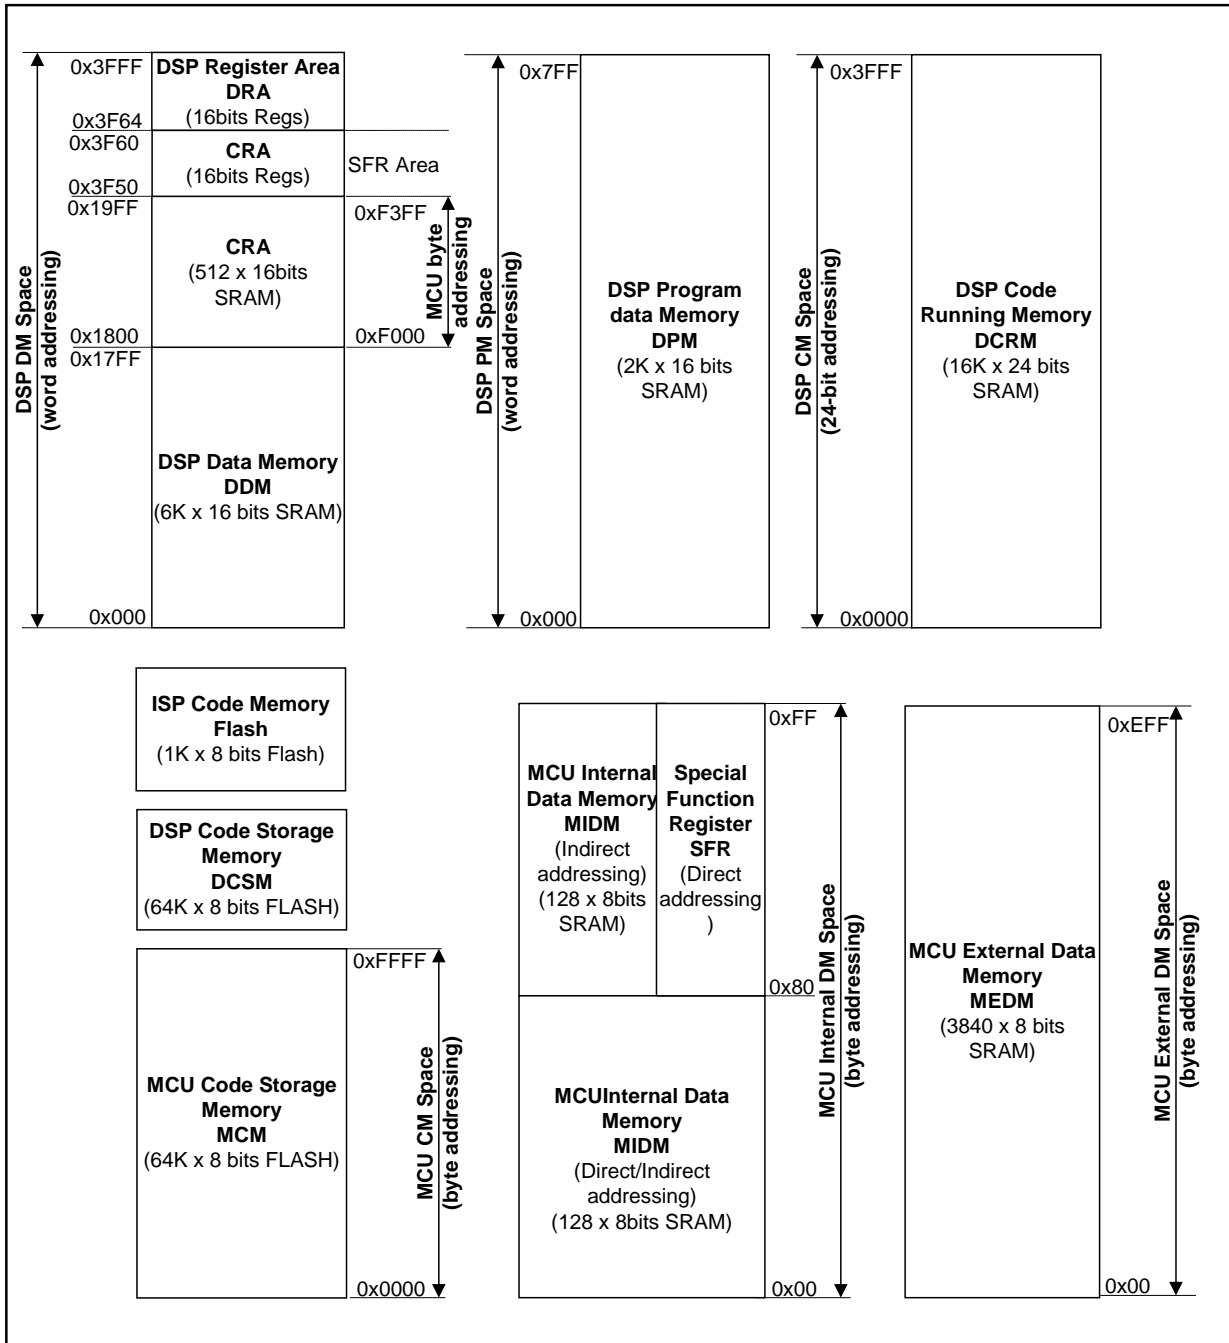 0x3FFF
DSP Register Area
DRA
(16bits Regs)
0x3F64
0x3F60
CRA
(16bits Regs)
SFR Area
0x3F50
0x19FF
0xF3FF
CRA
(512 x 16bits
SRAM)
MCU byte
addressing
0x1800
0xF000
0x17FF
DSP DM Space
(word addressing)
DSP Data Memory
DDM
(6K x 16 bits SRAM)
0x000
0x7FF
DSP PM Space
(word addressing)
DSP Program
data Memory
DPM
(2K x 16 bits
SRAM)
0x000
0x3FFF
DSP CM Space
(24-bit addressing)
DSP Code
Running Memory
DCRM
(16K x 24 bits
SRAM)
0x0000
ISP Code Memory
Flash
(1K x 8 bits Flash)
DSP Code Storage
Memory
DCSM
(64K x 8 bits FLASH)
0xFFFF
MCU Code Storage
Memory
MCM
(64K x 8 bits FLASH)
MCU CM Space
(byte addressing)
0x0000
0xFF
MCU Internal
Data Memory
MIDM
(Indirect
addressing)
(128 x 8bits
SRAM)
Special
Function
Register
SFR
(Direct
addressing
)
0x80
MCU Internal DM Space
(byte addressing)
MCUInternal Data
Memory
MIDM
(Direct/Indirect
addressing)
(128 x 8bits SRAM)
0x00
0xEFF
MCU External Data
Memory
MEDM
(3840 x 8 bits
SRAM)
MCU External DM Space
(byte addressing)
0x00